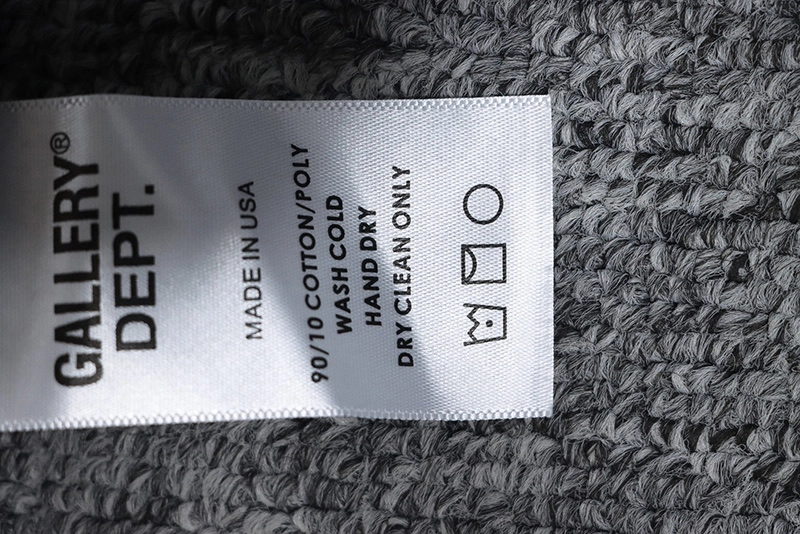 GALLERY®
DEPT.
MADE IN USA
90/10 COTTON/POLY
WASH COLD
HAND DRY
DRY CLEAN ONLY